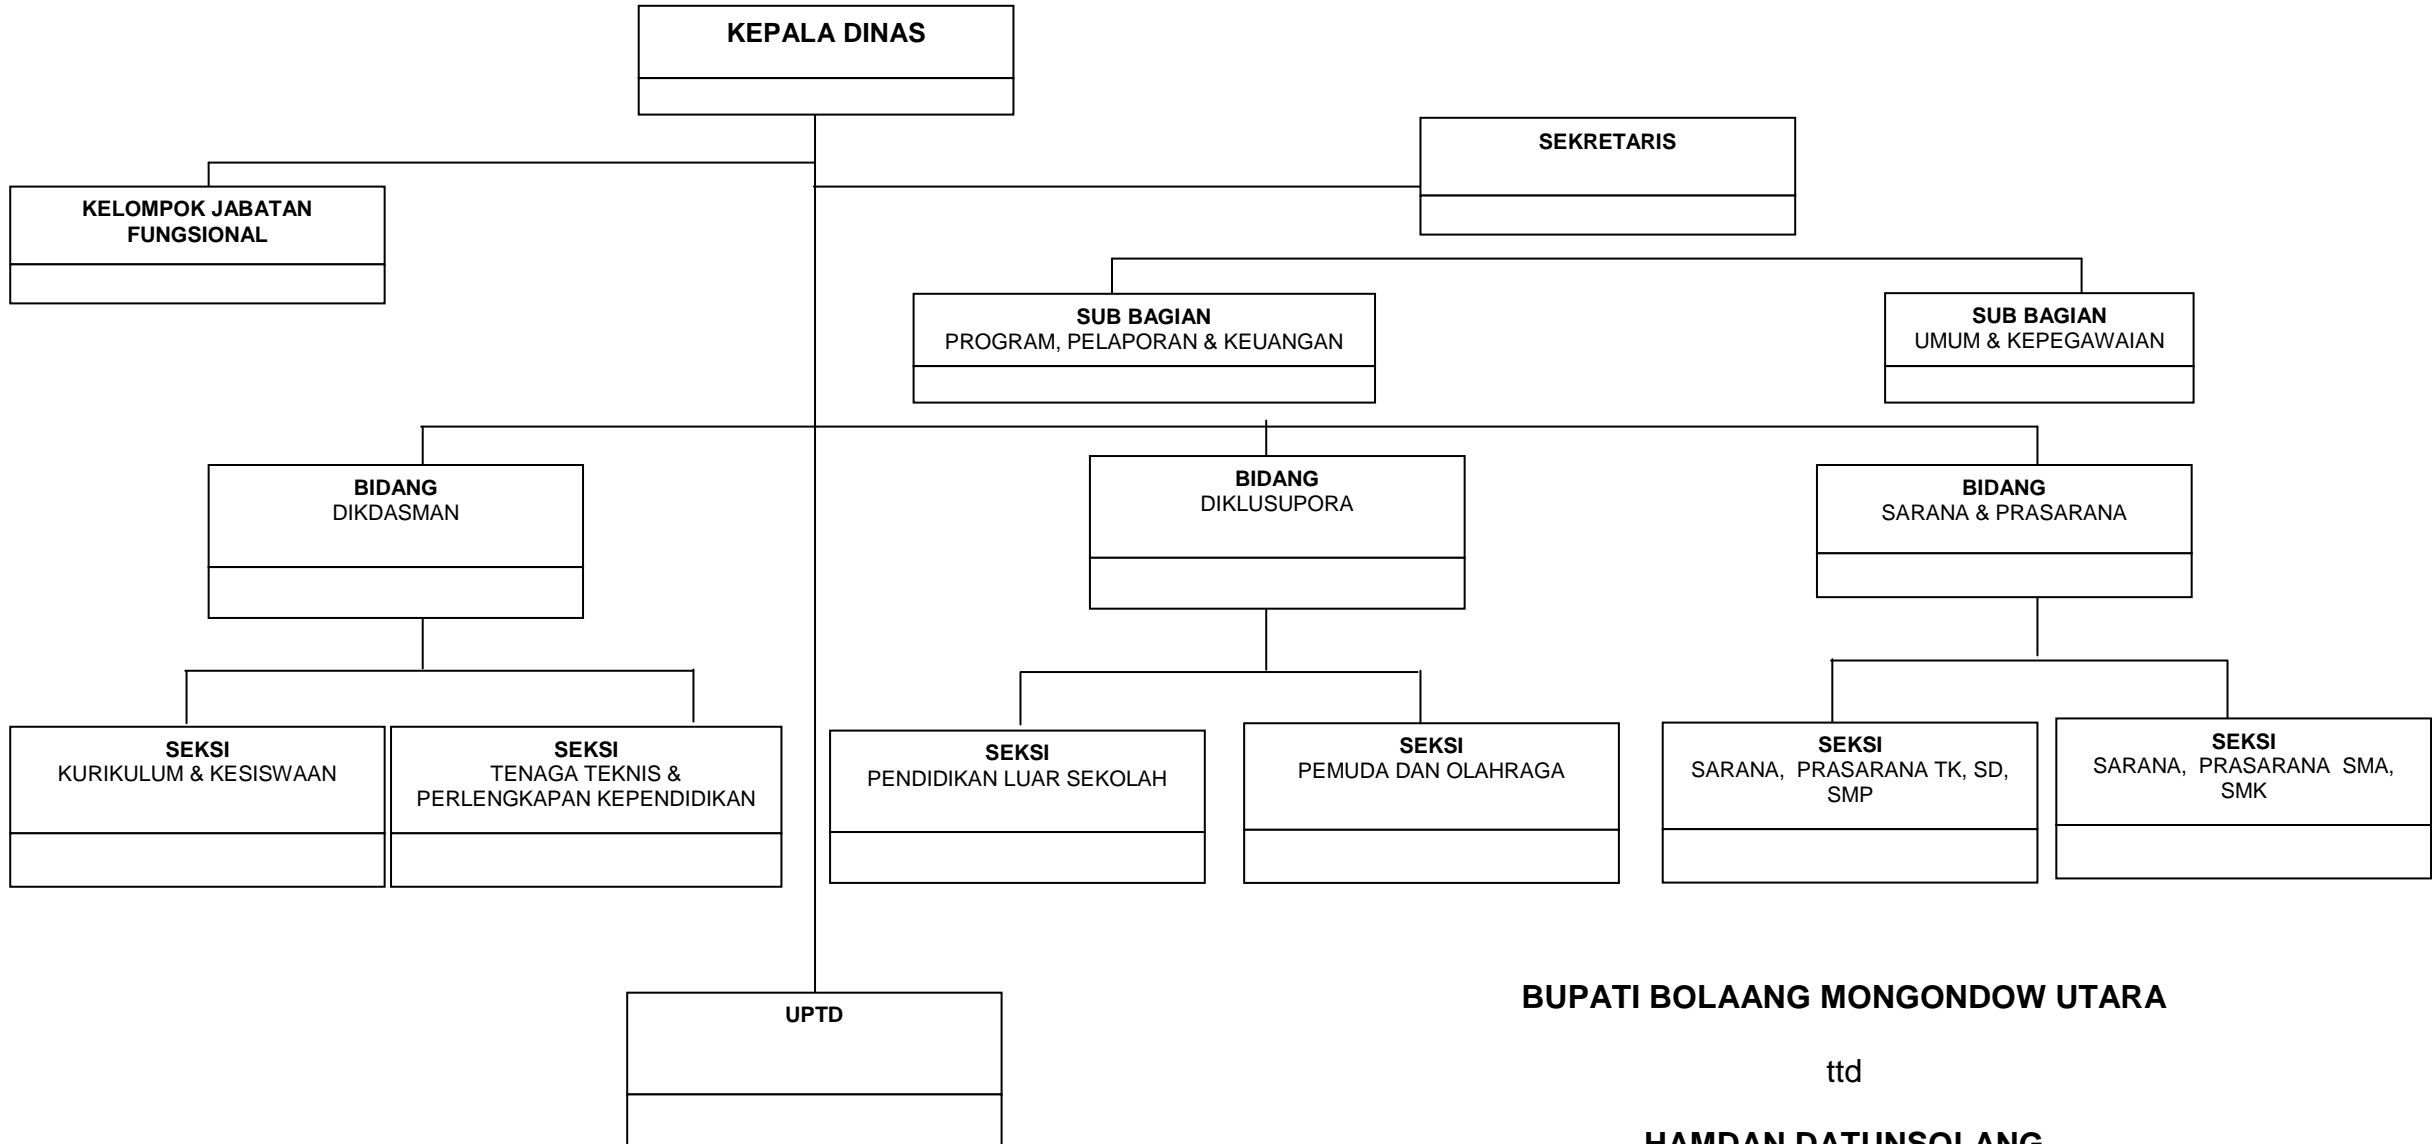 KEPALA DINAS
SEKRETARIS
KELOMPOK JABATAN
FUNGSIONAL
SUB BAGIAN
PROGRAM, PELAPORAN & KEUANGAN
SUB BAGIAN
UMUM & KEPEGAWAIAN
BIDANG
DIKDASMAN
BIDANG
DIKLUSUPORA
BIDANG
SARANA & PRASARANA
SEKSI
KURIKULUM & KESISWAAN
SEKSI
TENAGA TEKNIS &
PERLENGKAPAN KEPENDIDIKAN
SEKSI
PENDIDIKAN LUAR SEKOLAH
SEKSI
PEMUDA DAN OLAHRAGA
SEKSI
SARANA, PRASARANA TK, SD,
SMP
SEKSI
SARANA, PRASARANA SMA,
SMK
UPTD
BUPATI BOLAANG MONGONDOW UTARA
ttd
HAMDAN DATUNSOLANG